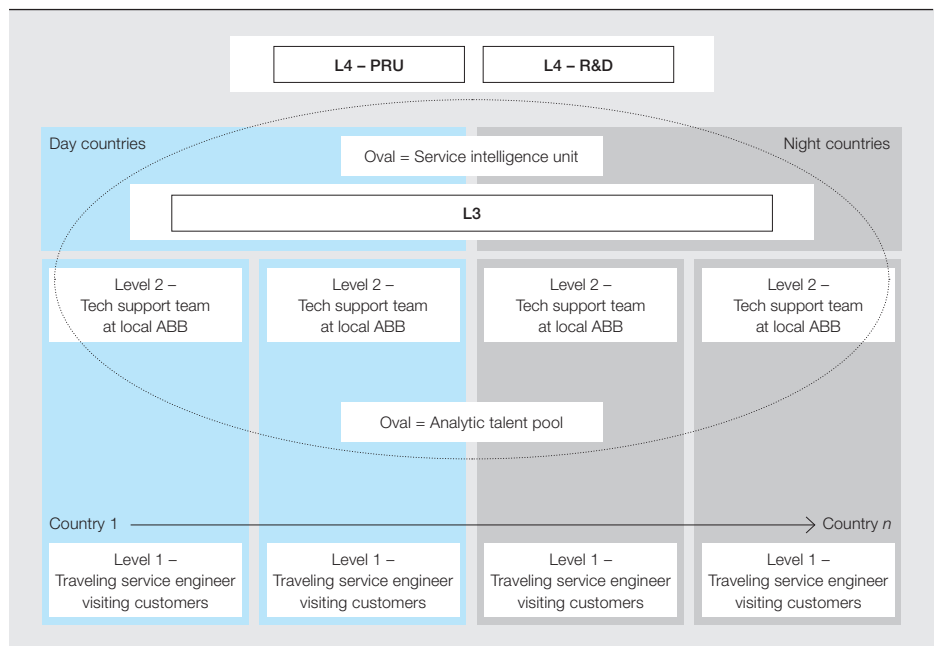 L4 – PRU
L4 – R&D
Day countries
Oval = Service intelligence unit
Night countries
L3
Level 2 –
Tech support team
at local ABB
Level 2 –
Tech support team
at local ABB
Level 2 –
Tech support team
at local ABB
Level 2 –
Tech support team
at local ABB
Oval = Analytic talent pool
Country 1
Country n
Level 1 –
Traveling service engineer
visiting customers
Level 1 –
Traveling service engineer
visiting customers
Level 1 –
Traveling service engineer
visiting customers
Level 1 –
Traveling service engineer
visiting customers